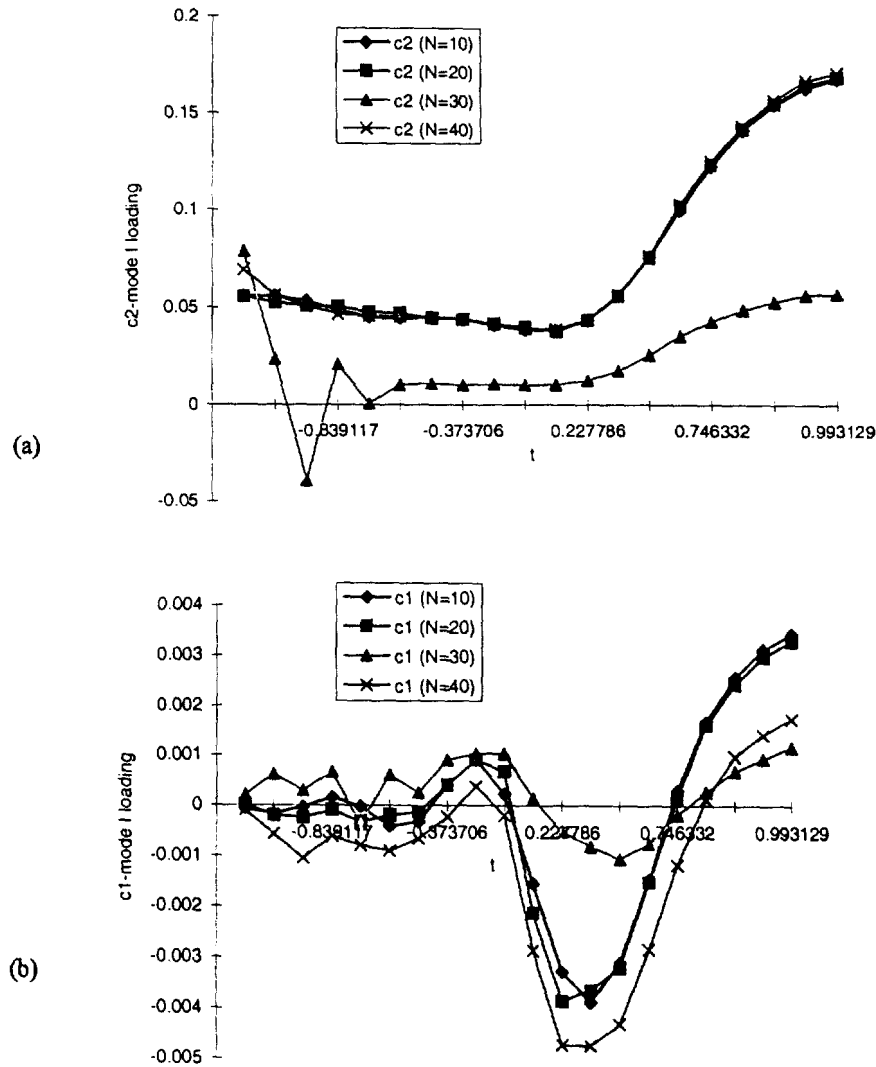 0.2
c2 (N=10)
c2 (N=20)
c2 (N=30)
c2 (N=40)
0.15
0.1
0.05
0
-0.05
c2-mode I loading
-0.839117 -0.373706 0.227786 0.746332 0.993129
t
(a)
c1 (N=10)
c1 (N=20)
c1 (N=30)
c1 (N=40)
0.004
0.003
0.002
0.001
0
-0.001
-0.002
-0.003
-0.004
-0.005
c1-mode I loading
-0.839117 -0.373706 0.227786 0.746332 0.993129
t
(b)